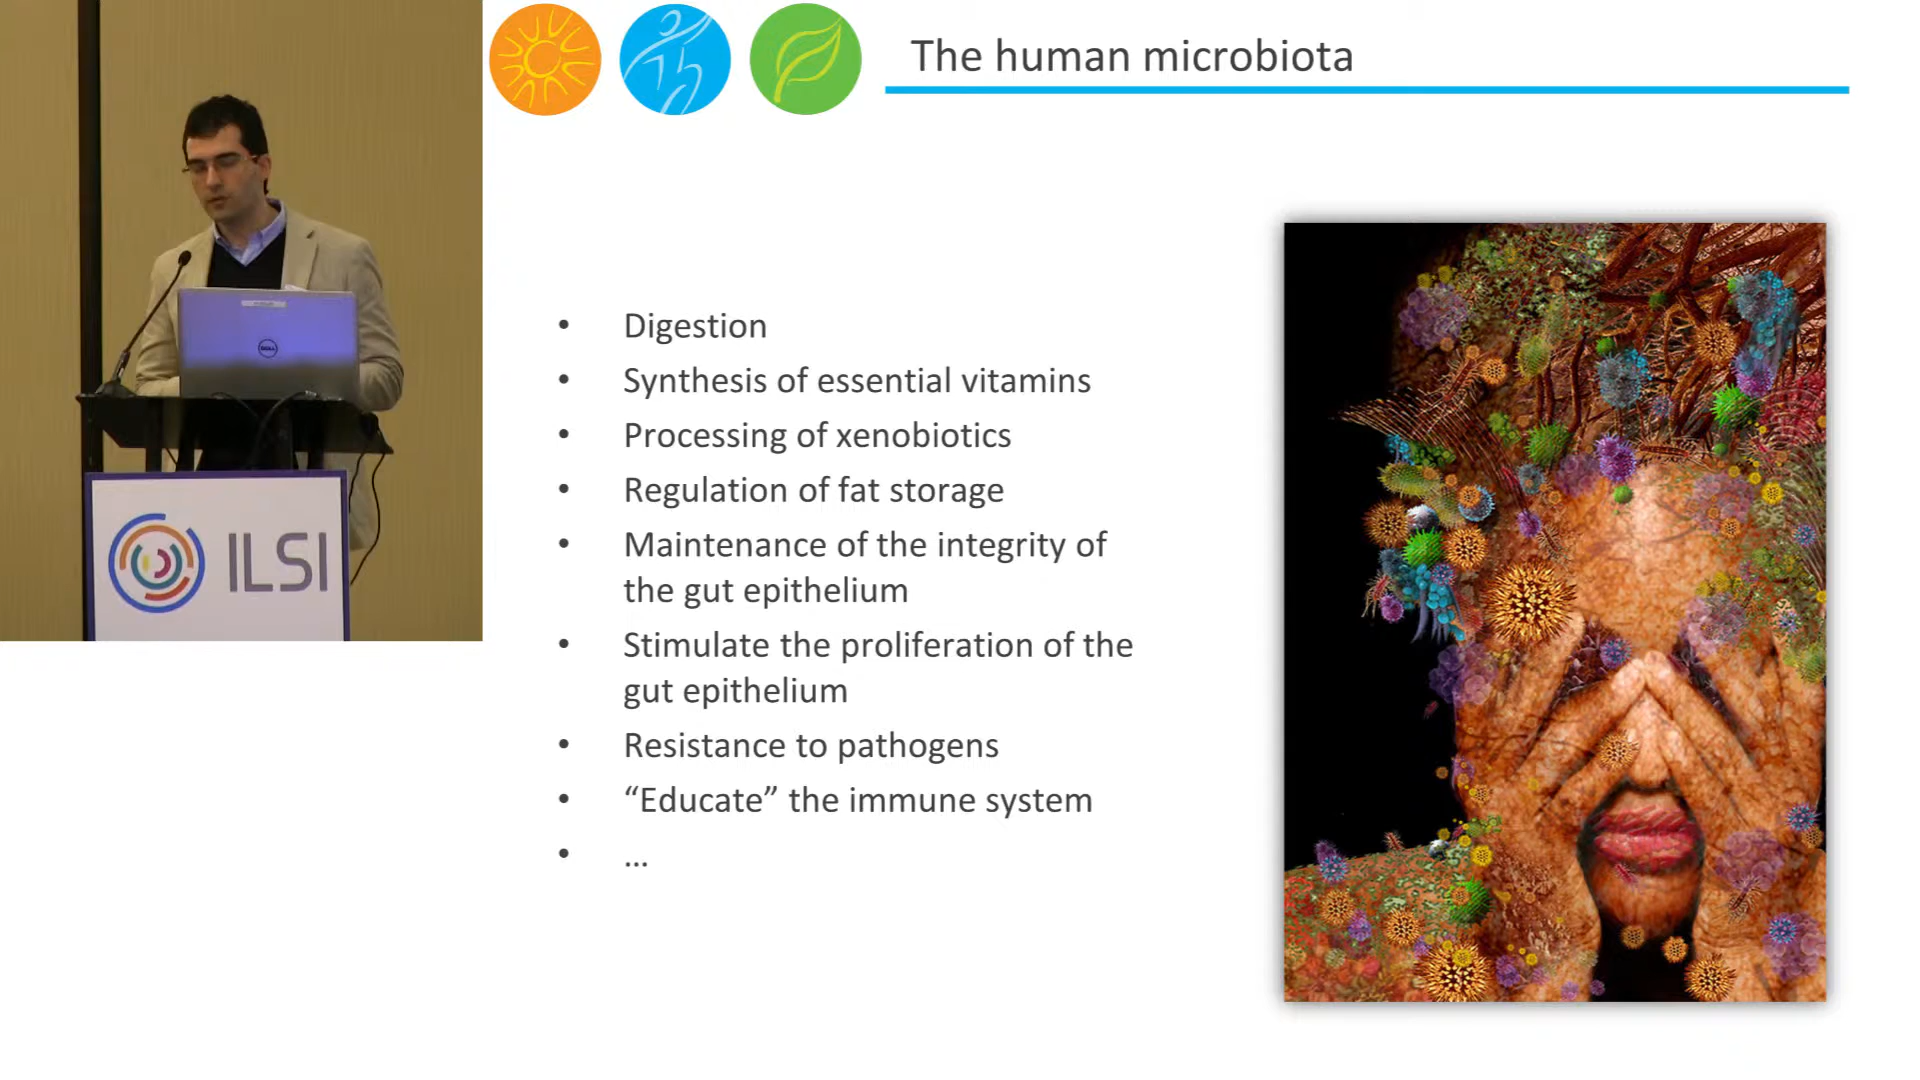 The human microbiota
• Digestion
• Synthesis of essential vitamins
• Processing of xenobiotics
• Regulation of fat storage
• Maintenance of the integrity of
the gut epithelium
• Stimulate the proliferation of the
gut epithelium
• Resistance to pathogens
• “Educate” the immune system
• ...
DELL
ILSI